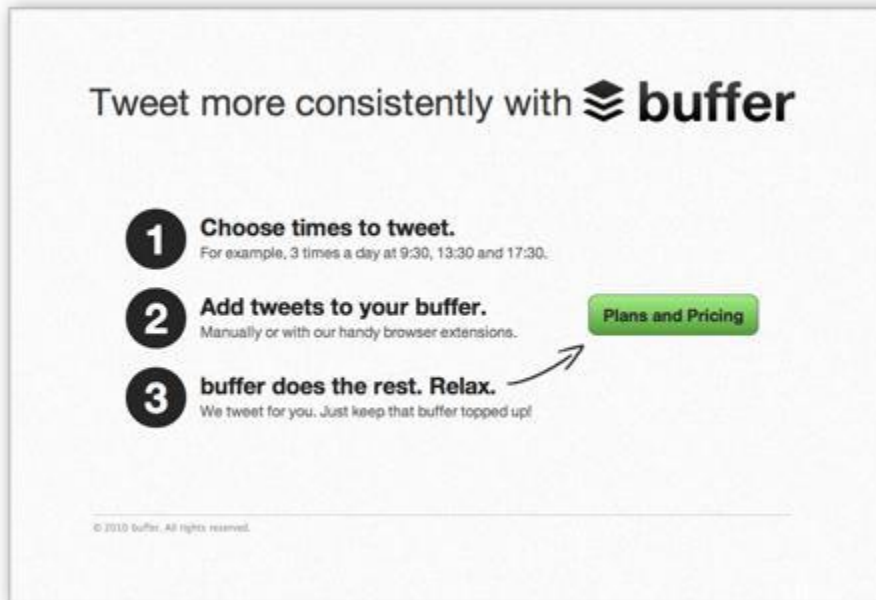 Tweet more consistently with buffer
1 Choose times to tweet.
For example, 3 times a day at 9:30, 13:30 and 17:30.
2 Add tweets to your buffer.
Manually or with our handy browser extensions.
Plans and Pricing
3 buffer does the rest. Relax.
We tweet for you. Just keep that buffer topped up!
© 2010 buffer. All rights reserved.